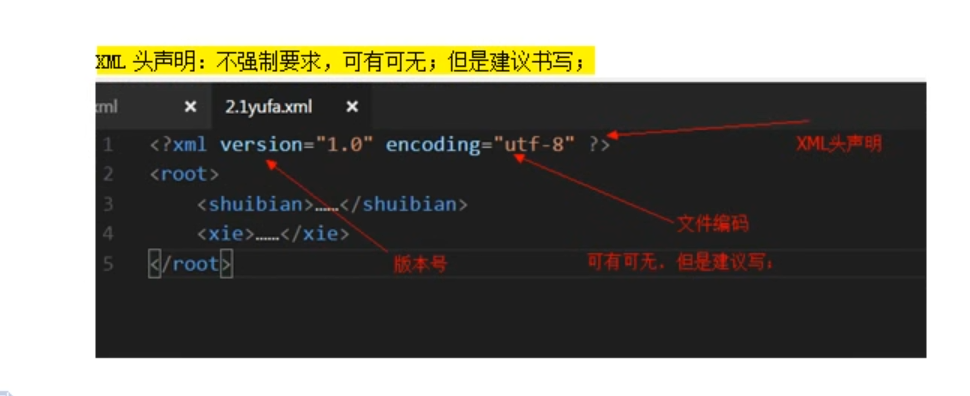 XML 头声明：不强制要求，可有可无；但是建议书写；
xml × 2.1yufa.xml ×
1 <?xml version="1.0" encoding="utf-8" ?>
XML头声明
2 <root>
3 <shuibian>……</shuibian>
文件编码
4 <xie>……</xie>
5 </root>
版本号
可有可无．但是建议写；